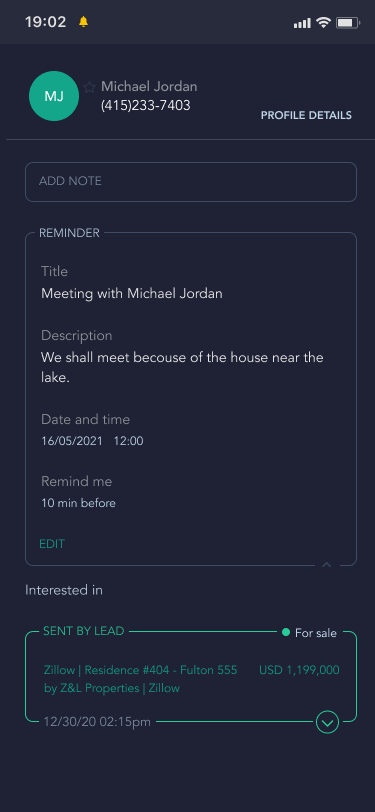 19:02
MJ
Michael Jordan
(415)233-7403
PROFILE DETAILS
ADD NOTE
REMINDER
Title
Meeting with Michael Jordan
Description
We shall meet becouse of the house near the
lake.
Date and time
16/05/2021 12:00
Remind me
10 min before
EDIT
Interested in
SENT BY LEAD
For sale
Zillow | Residence #404 - Fulton 555 USD 1,199,000
by Z&L Properties | Zillow
12/30/20 02:15pm